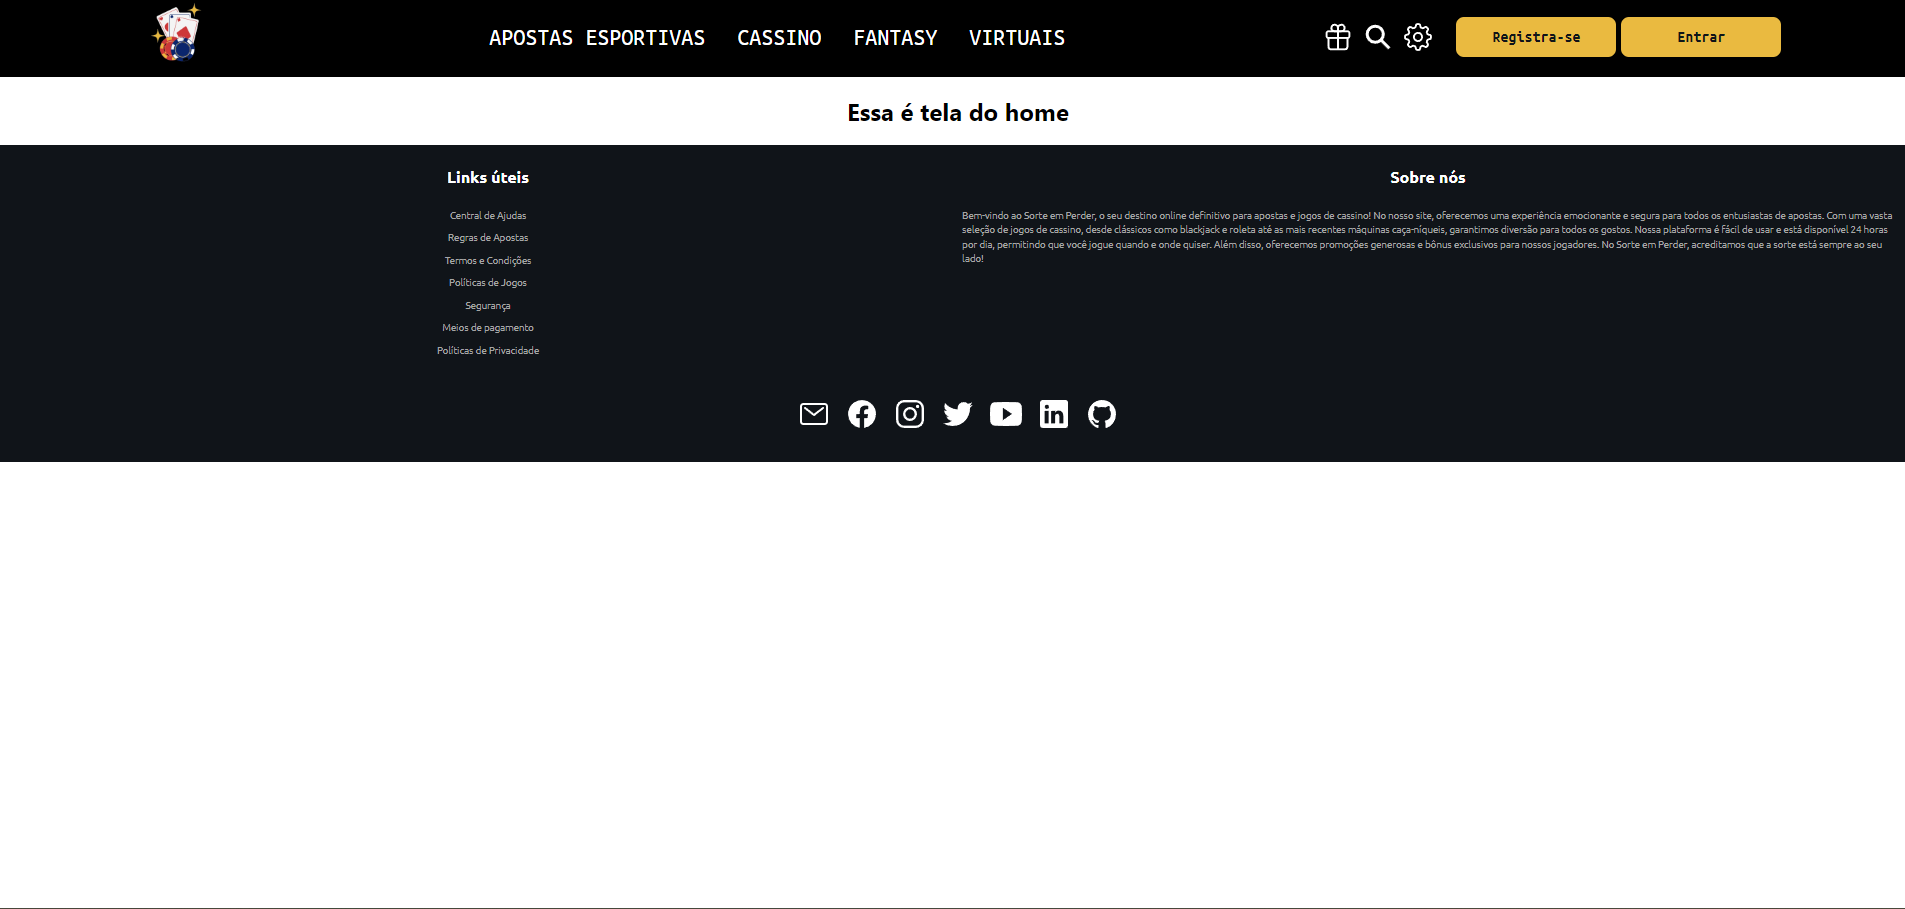 APOSTAS ESPORTIVAS CASSINO FANTASY VIRTUAIS Registra-se Entrar
Essa é tela do home
Links úteis
Central de Ajudas
Regras de Apostas
Termos e Condições
Políticas de Jogos
Segurança
Meios de pagamento
Políticas de Privacidade
Sobre nós
Bem-vindo ao Sorte em Perder, o seu destino online definitivo para apostas e jogos de cassino! No nosso site, oferecemos uma experiência emocionante e segura para todos os entusiastas de apostas. Com uma vasta
seleção de jogos de cassino, desde clássicos como blackjack e roleta até as mais recentes máquinas caça-níqueis, garantimos diversão para todos os gostos. Nossa plataforma é fácil de usar e está disponível 24 horas
por dia, permitindo que você jogue quando e onde quiser. Além disso, oferecemos promoções generosas e bônus exclusivos para nossos jogadores. No Sorte em Perder, acreditamos que a sorte está sempre ao seu
lado!